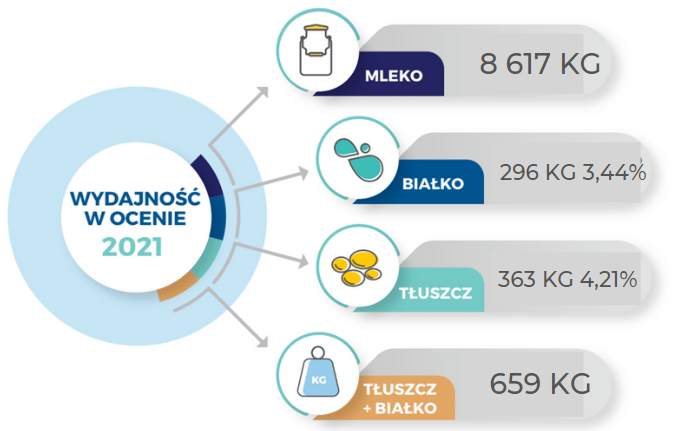 WYDAJNOŚĆ
W OCENIE
2021
MLEKO
8 617 KG
BIAŁKO
296 KG 3,44%
TŁUSZCZ
363 KG 4,21%
KG
TŁUSZCZ
+ BIAŁKO
659 KG